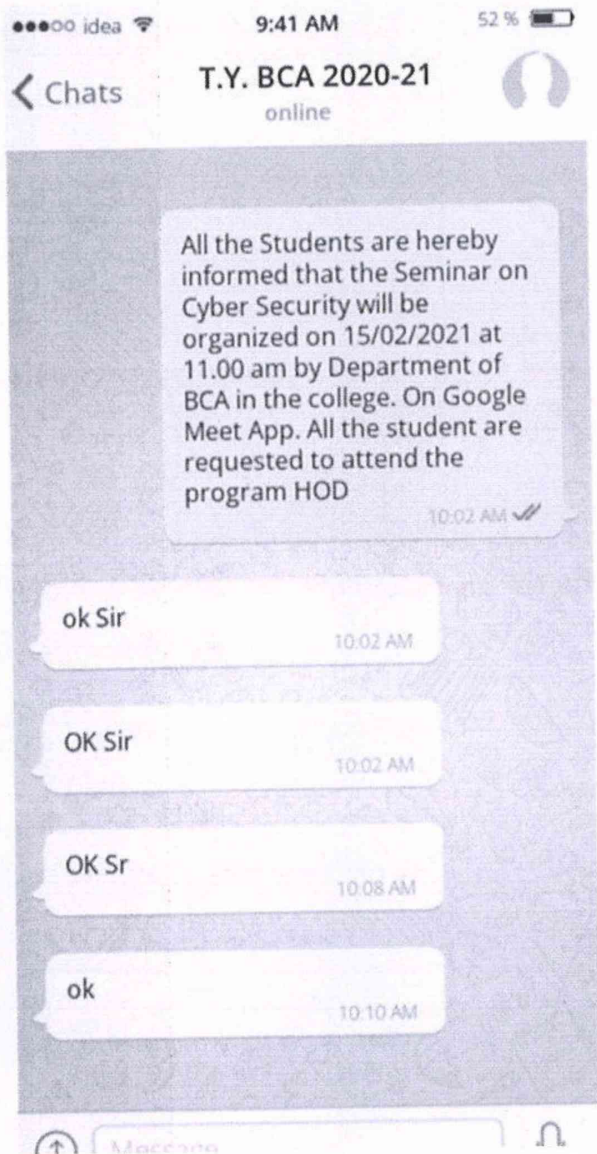 idea 9:41 AM 52 %
Chats T.Y. BCA 2020-21
online
All the Students are hereby
informed that the Seminar on
Cyber Security will be
organized on 15/02/2021 at
11.00 am by Department of
BCA in the college. On Google
Meet App. All the student are
requested to attend the
program HOD
10:02 AM
ok Sir
10:02 AM
OK Sir
10:02 AM
OK Sr
10:08 AM
ok
10:10 AM
Message